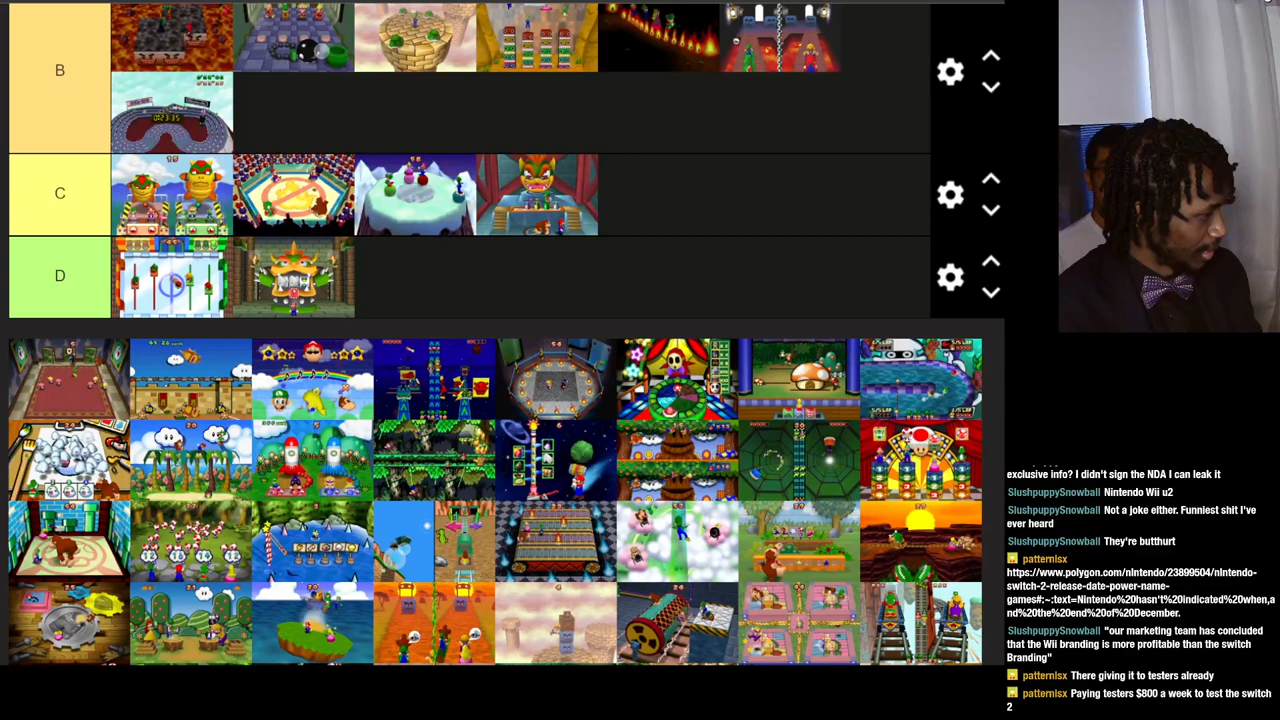 B
0:23:35
C
D
exclusive info? I didn't sign the NDA I can leak it
SlushpuppySnowball Nintendo Wii u2
SlushpuppySnowball Not a joke either. Funniest shit I've
ever heard
SlushpuppySnowball They're butthurt
patternlsx
https://www.polygon.com/nintendo/23899504/nintendo-
switch-2-release-date-power-name-
games#:~:text=Nintendo%20hasn't%20indicated%20when,a
nd%20the%20end%20of%20December.
SlushpuppySnowball "our marketing team has concluded
that the Wii branding is more profitable than the switch
Branding"
patternlsx There giving it to testers already
patternlsx Paying testers $800 a week to test the switch
2